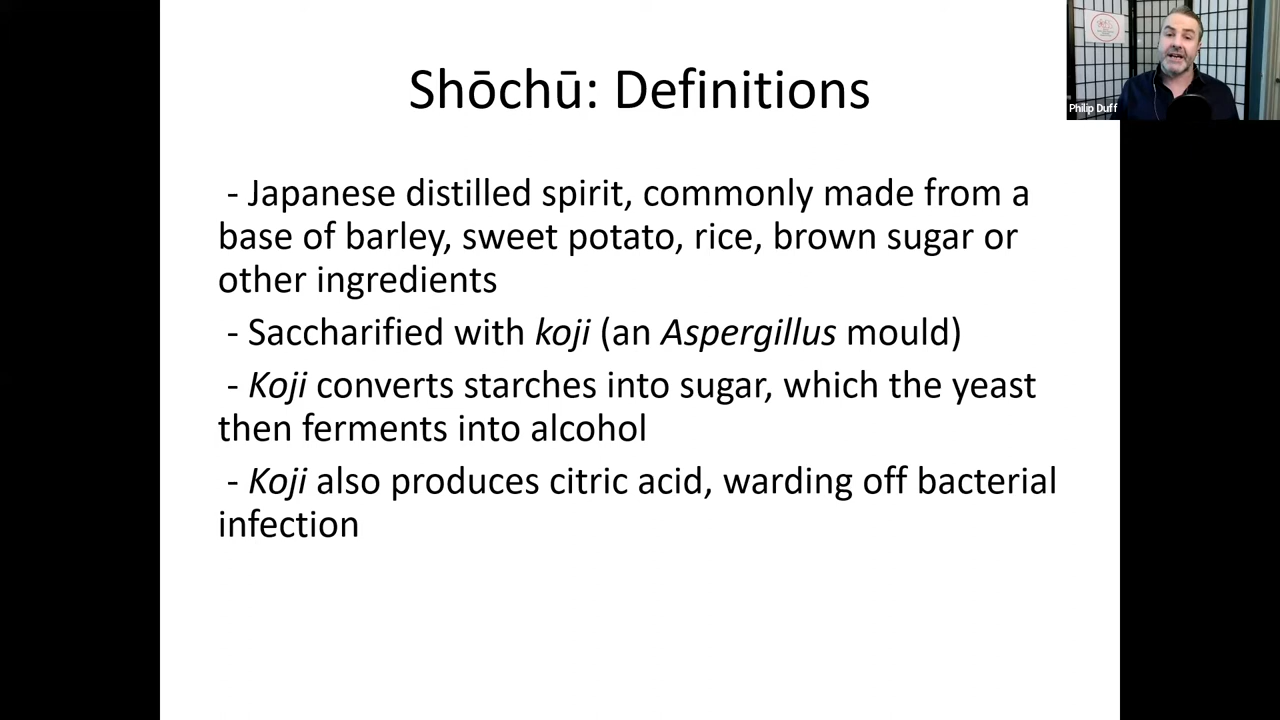 Shōchū: Definitions
Philip Duff
- Japanese distilled spirit, commonly made from a
base of barley, sweet potato, rice, brown sugar or
other ingredients
- Saccharified with koji (an Aspergillus mould)
- Koji converts starches into sugar, which the yeast
then ferments into alcohol
- Koji also produces citric acid, warding off bacterial
infection